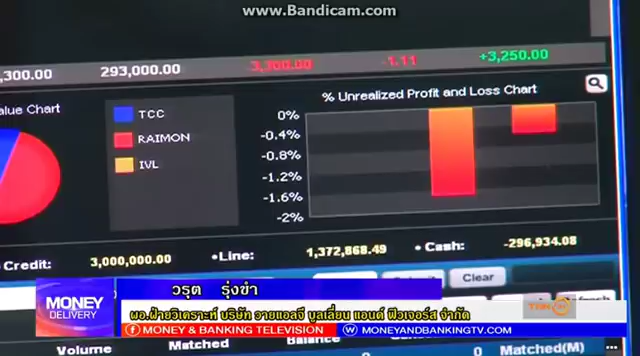 www.Bandicam.com
,300.00 293,000.00 -3,300.00 -1.11 +3,250.00
alue Chart
% Unrealized Profit and Loss Chart
TCC
RAIMON
IVL
0%
-0.4%
-0.8%
-1.2%
-1.6%
-2%
Credit: 3,000,000.00 •Line: 1,372,868.49 •Cash: -296,934.08
Clear
วรุต รุ่งขำ
MONEY
DELIVERY
ผอ.ฝ่ายวิเคราะห์ บริษัท วายแอลจี บูลเลี่ยน แอนด์ ฟิวเจอร์ส จำกัด
MONEY & BANKING TELEVISION
MONEYANDBANKINGTV.COM
Volume Matched Balance Matched(M)